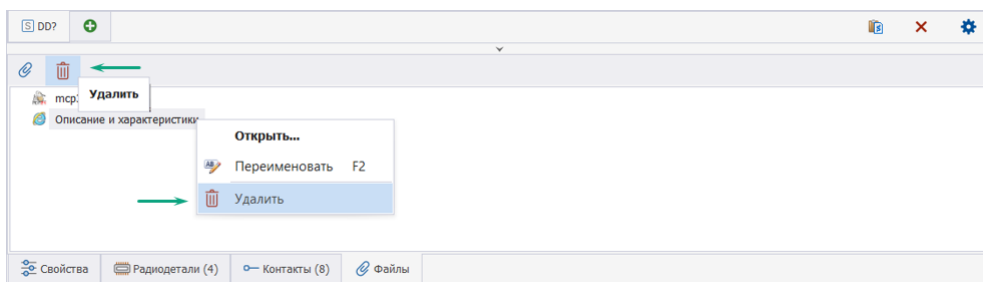 S DD?
Удалить
mcp
Описание и характеристики
Открыть...
Переименовать F2
Удалить
Свойства Радиодетали (4) Контакты (8) Файлы